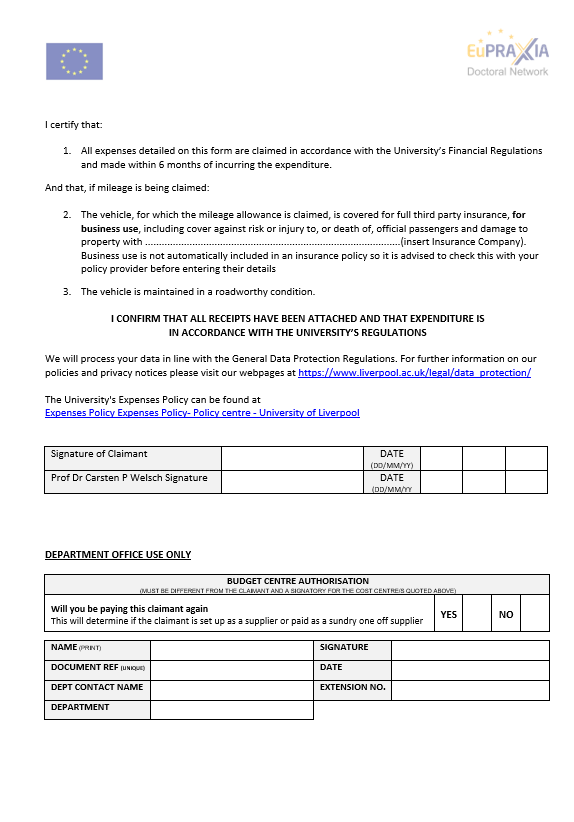 EuPRAXIA
Doctoral Network
I certify that:
1. All expenses detailed on this form are claimed in accordance with the University's Financial Regulations
and made within 6 months of incurring the expenditure.
And that, if mileage is being claimed:
2. The vehicle, for which the mileage allowance is claimed, is covered for full third party insurance, for
business use, including cover against risk or injury to, or death of, official passengers and damage to
property with ......................................................................................(insert Insurance Company).
Business use is not automatically included in an insurance policy so it is advised to check this with your
policy provider before entering their details
3. The vehicle is maintained in a roadworthy condition.
I CONFIRM THAT ALL RECEIPTS HAVE BEEN ATTACHED AND THAT EXPENDITURE IS
IN ACCORDANCE WITH THE UNIVERSITY'S REGULATIONS
We will process your data in line with the General Data Protection Regulations. For further information on our
policies and privacy notices please visit our webpages at https://www.liverpool.ac.uk/legal/data_protection/
The University's Expenses Policy can be found at
Expenses Policy Expenses Policy- Policy centre - University of Liverpool
Signature of Claimant DATE
(DD/MM/YY)
Prof Dr Carsten P Welsch Signature DATE
(DD/MM/YY
DEPARTMENT OFFICE USE ONLY
BUDGET CENTRE AUTHORISATION
(MUST BE DIFFERENT FROM THE CLAIMANT AND A SIGNATORY FOR THE COST CENTRE/S QUOTED ABOVE)
Will you be paying this claimant again YES NO
This will determine if the claimant is set up as a supplier or paid as a sundry one off supplier
NAME (PRINT) SIGNATURE
DOCUMENT REF (UNIQUE) DATE
DEPT CONTACT NAME EXTENSION NO.
DEPARTMENT